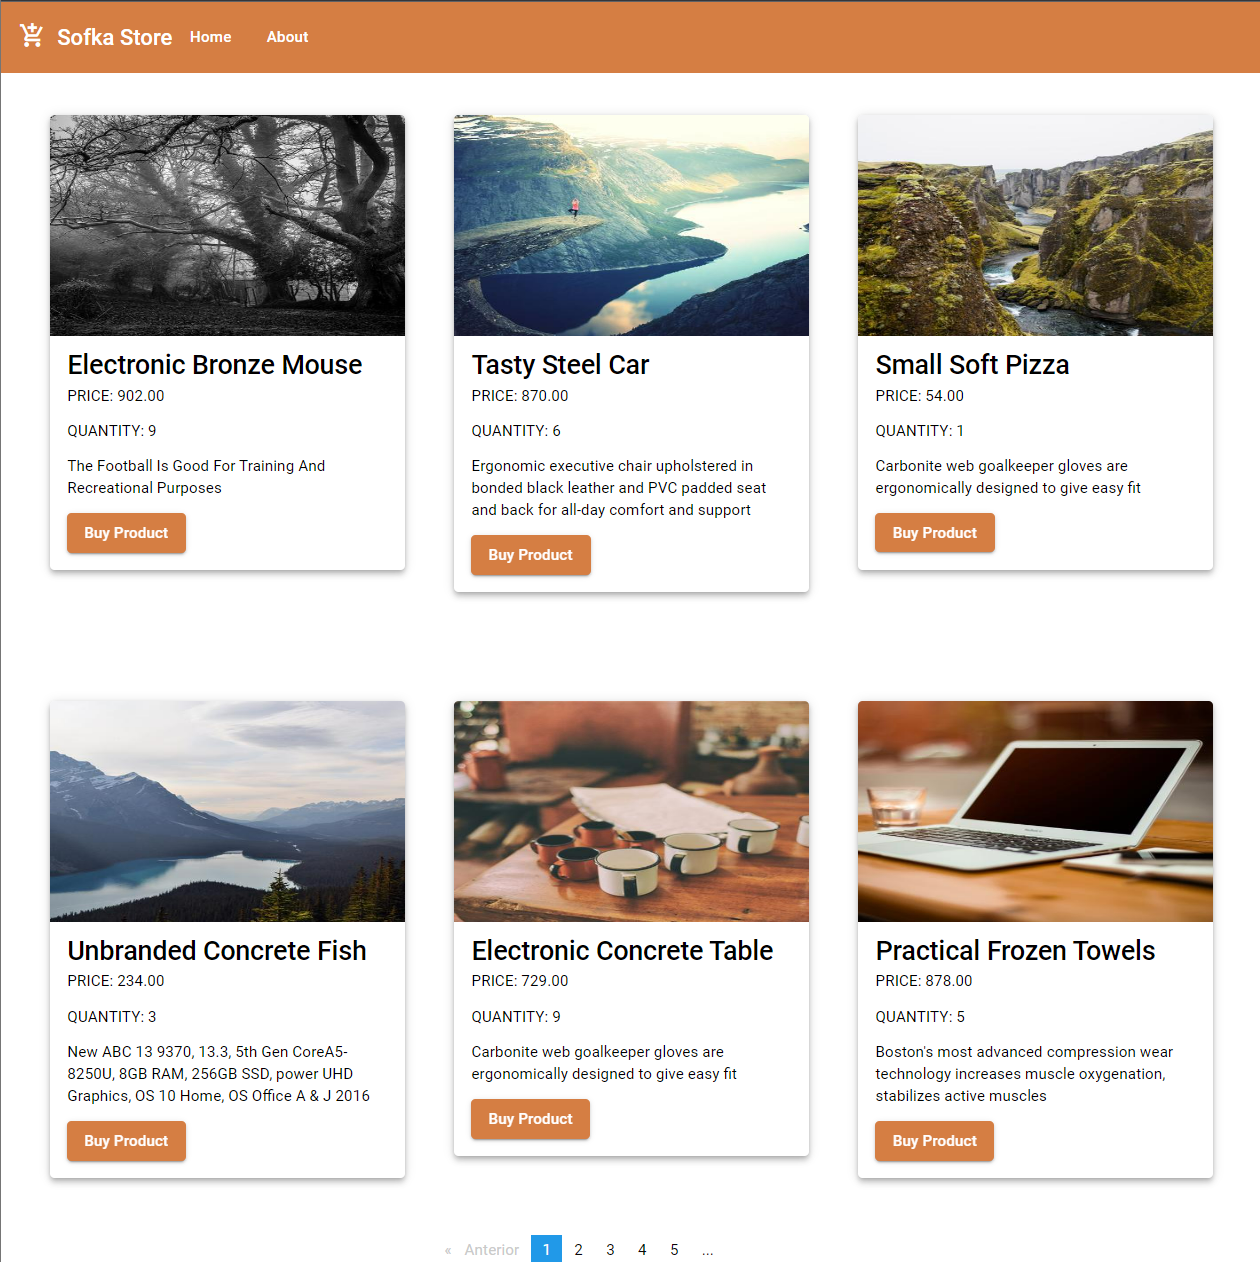 Sofka Store Home About
Electronic Bronze Mouse
PRICE: 902.00
QUANTITY: 9
The Football Is Good For Training And
Recreational Purposes
Buy Product
Tasty Steel Car
PRICE: 870.00
QUANTITY: 6
Ergonomic executive chair upholstered in
bonded black leather and PVC padded seat
and back for all-day comfort and support
Buy Product
Small Soft Pizza
PRICE: 54.00
QUANTITY: 1
Carbonite web goalkeeper gloves are
ergonomically designed to give easy fit
Buy Product
Unbranded Concrete Fish
PRICE: 234.00
QUANTITY: 3
New ABC 13 9370, 13.3, 5th Gen CoreA5-
8250U, 8GB RAM, 256GB SSD, power UHD
Graphics, OS 10 Home, OS Office A & J 2016
Buy Product
Electronic Concrete Table
PRICE: 729.00
QUANTITY: 9
Carbonite web goalkeeper gloves are
ergonomically designed to give easy fit
Buy Product
Practical Frozen Towels
PRICE: 878.00
QUANTITY: 5
Boston's most advanced compression wear
technology increases muscle oxygenation,
stabilizes active muscles
Buy Product
« Anterior 1 2 3 4 5 ...